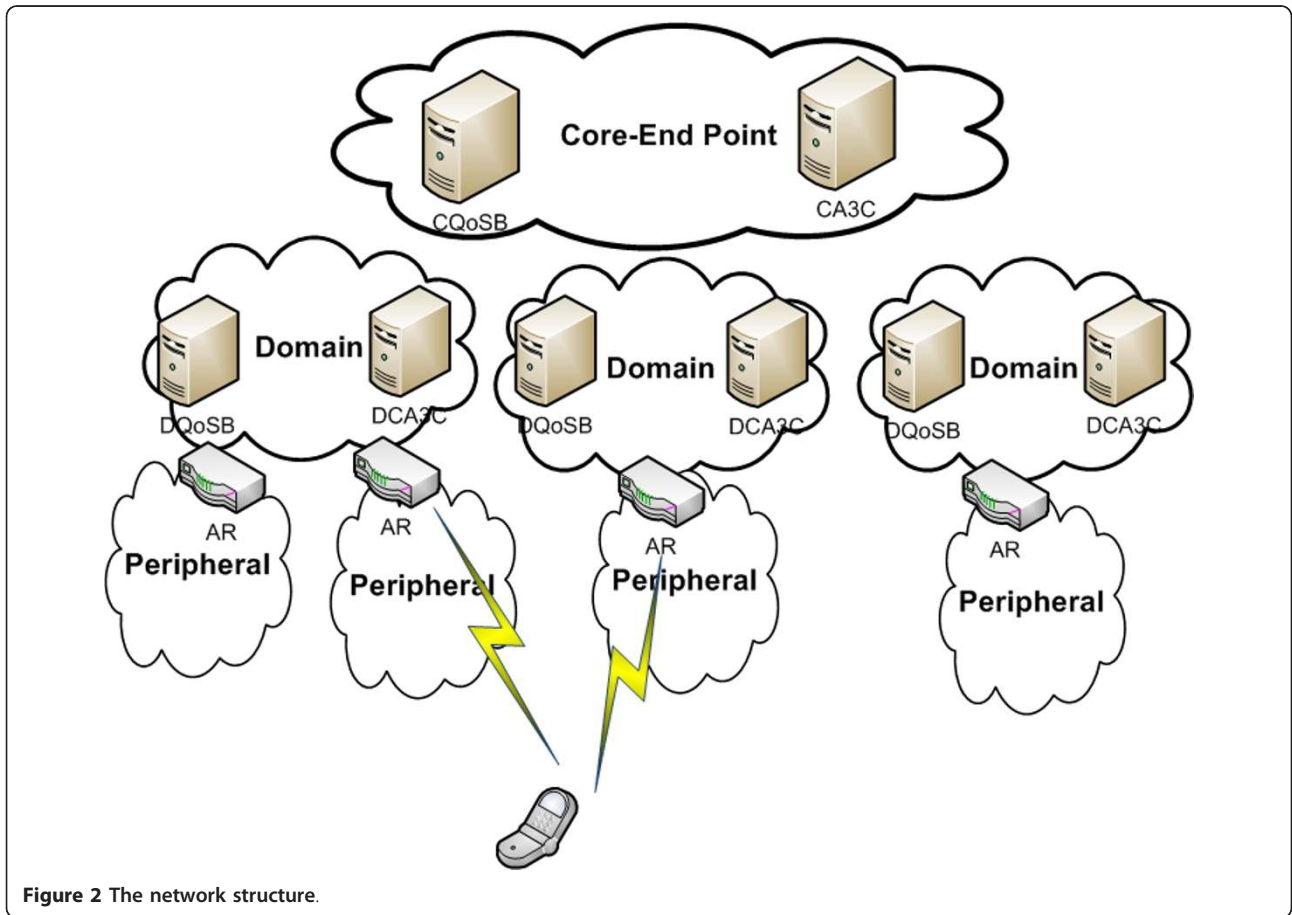 Core-End Point
CQoSB
CA3C
Domain
DQoSB
DCA3C
Domain
DQoSB
DCA3C
Domain
DQoSB
DCA3C
AR
Peripheral
AR
Peripheral
AR
Peripheral
AR
Peripheral
Figure 2 The network structure.